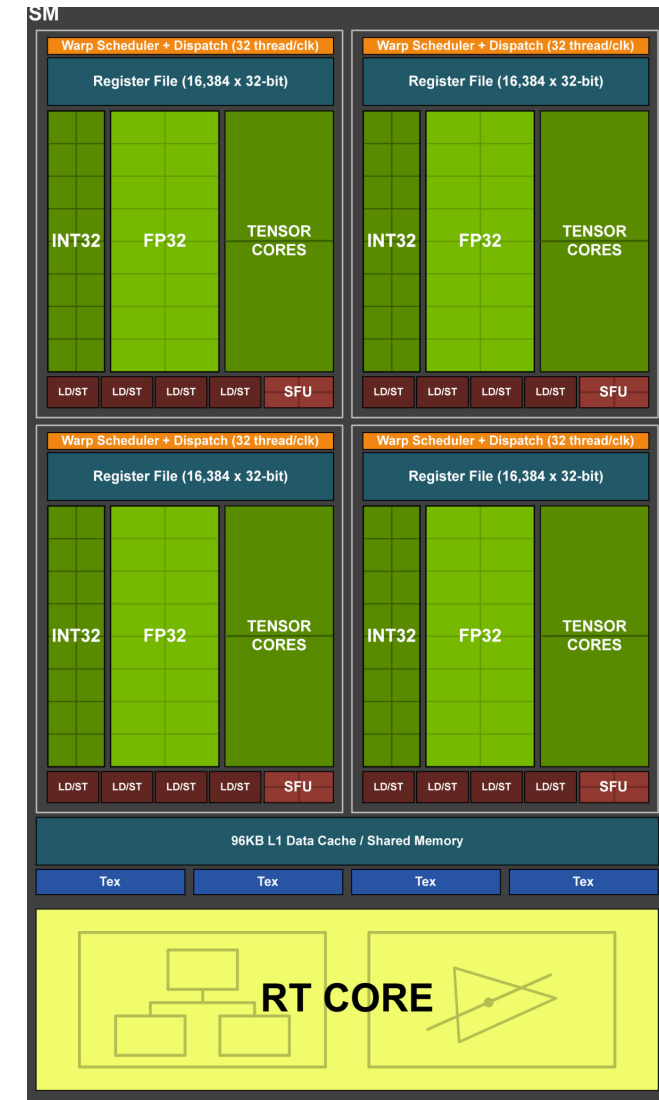 SM
Warp Scheduler + Dispatch (32 thread/clk)
Register File (16,384 x 32-bit)
INT32
FP32
TENSOR
CORES
LD/ST LD/ST LD/ST LD/ST SFU
Warp Scheduler + Dispatch (32 thread/clk)
Register File (16,384 x 32-bit)
INT32
FP32
TENSOR
CORES
LD/ST LD/ST LD/ST LD/ST SFU
Warp Scheduler + Dispatch (32 thread/clk)
Register File (16,384 x 32-bit)
INT32
FP32
TENSOR
CORES
LD/ST LD/ST LD/ST LD/ST SFU
Warp Scheduler + Dispatch (32 thread/clk)
Register File (16,384 x 32-bit)
INT32
FP32
TENSOR
CORES
LD/ST LD/ST LD/ST LD/ST SFU
96KB L1 Data Cache / Shared Memory
Tex Tex Tex Tex
RT CORE